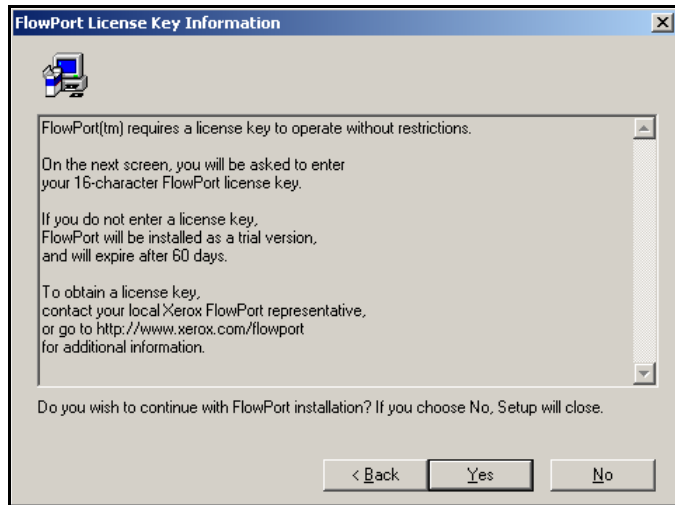 FlowPort License Key Information
FlowPort(tm) requires a license key to operate without restrictions.
On the next screen, you will be asked to enter
your 16-character FlowPort license key.
If you do not enter a license key,
FlowPort will be installed as a trial version,
and will expire after 60 days.
To obtain a license key,
contact your local Xerox FlowPort representative,
or go to http://www.xerox.com/flowport
for additional information.
Do you wish to continue with FlowPort installation? If you choose No, Setup will close.
< Back Yes No